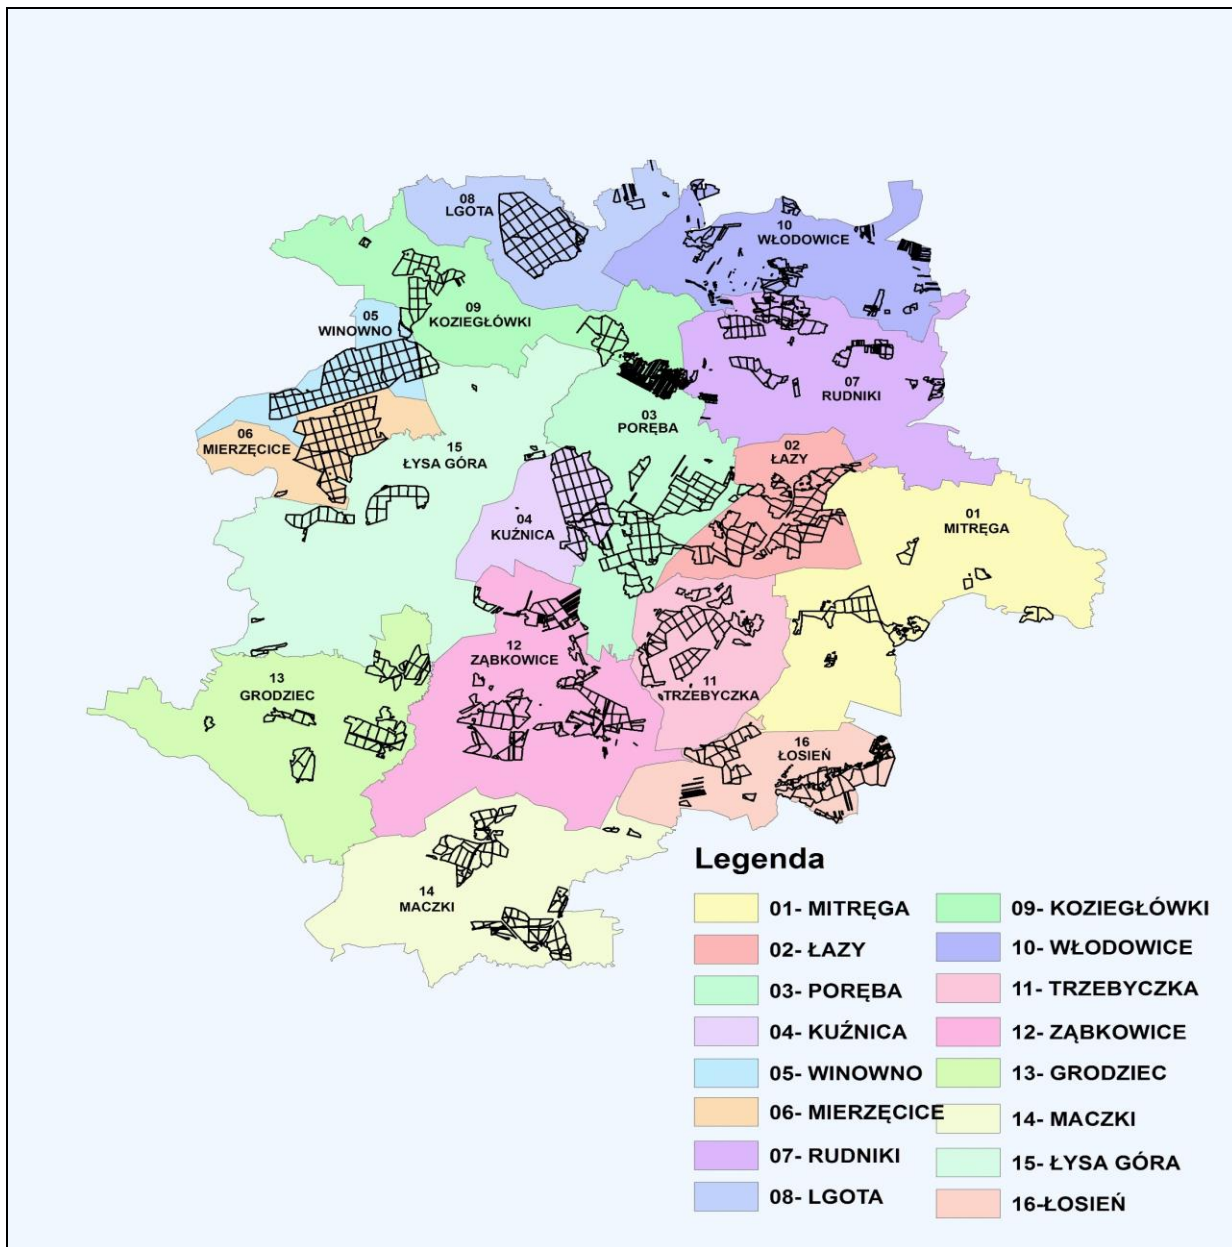 08
LGOTA
10
WŁODOWICE
09
KOZIEGŁÓWKI
05
WINOWNO
07
RUDNIKI
03
PORĘBA
06
MIERZĘCICE
15
ŁYSA GÓRA
02
ŁAZY
04
KUŹNICA
01
MITRĘGA
12
ZĄBKOWICE
13
GRODZIEC
11
TRZEBYCZKA
16
ŁOSIEŃ
14
MACZKI
Legenda
01- MITRĘGA
02- ŁAZY
03- PORĘBA
04- KUŹNICA
05- WINOWNO
06- MIERZĘCICE
07- RUDNIKI
08- LGOTA
09- KOZIEGŁÓWKI
10- WŁODOWICE
11- TRZEBYCZKA
12- ZĄBKOWICE
13- GRODZIEC
14- MACZKI
15- ŁYSA GÓRA
16-ŁOSIEŃ